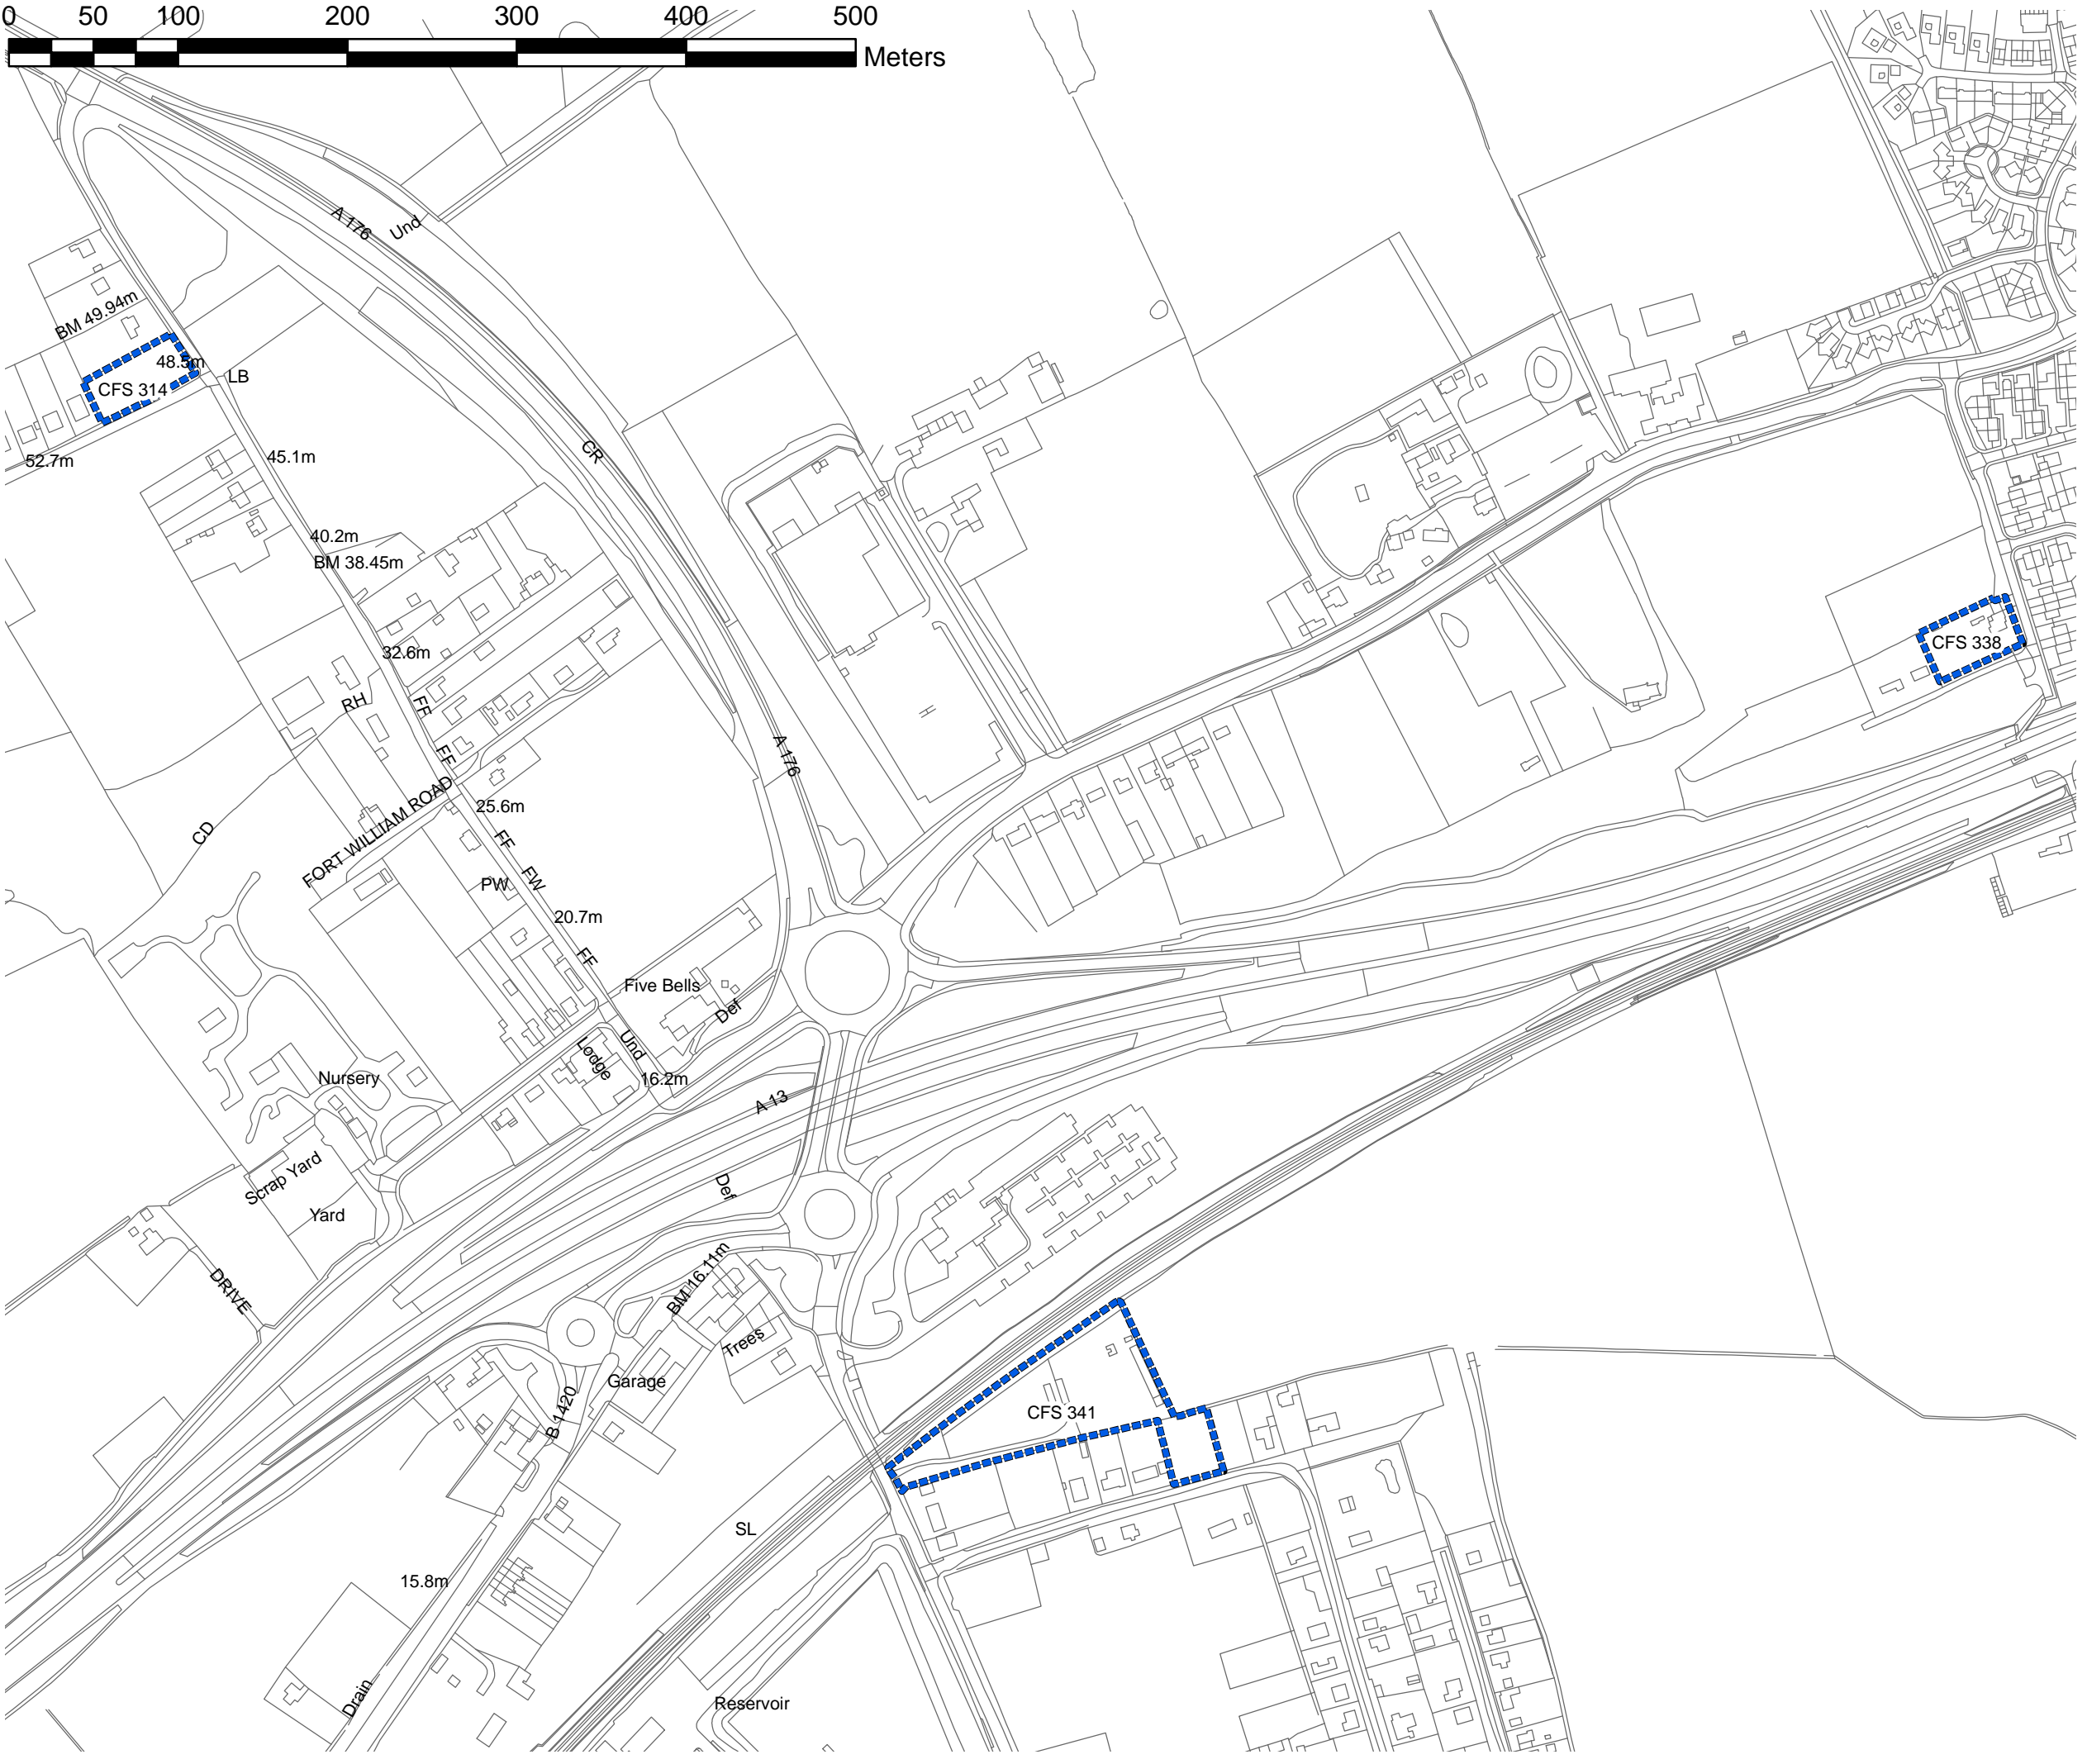 0 50 100 200 300 400 500
Meters
A 176
Und
BM 49.94m
48.5m
LB
CFS 314
52.7m
45.1m
CR
40.2m
BM 38.45m
32.6m
CFS 338
RH
FF
FF
A 176
FORT WILLIAM ROAD
25.6m
CD
FF
FW
PW
20.7m
FF
Five Bells
Def
Und
Lodge
Nursery
16.2m
A 13
Scrap Yard
Def
Yard
DRIVE
BM 16.11m
Trees
Garage
B 1420
CFS 341
SL
15.8m
Drain
Reservoir